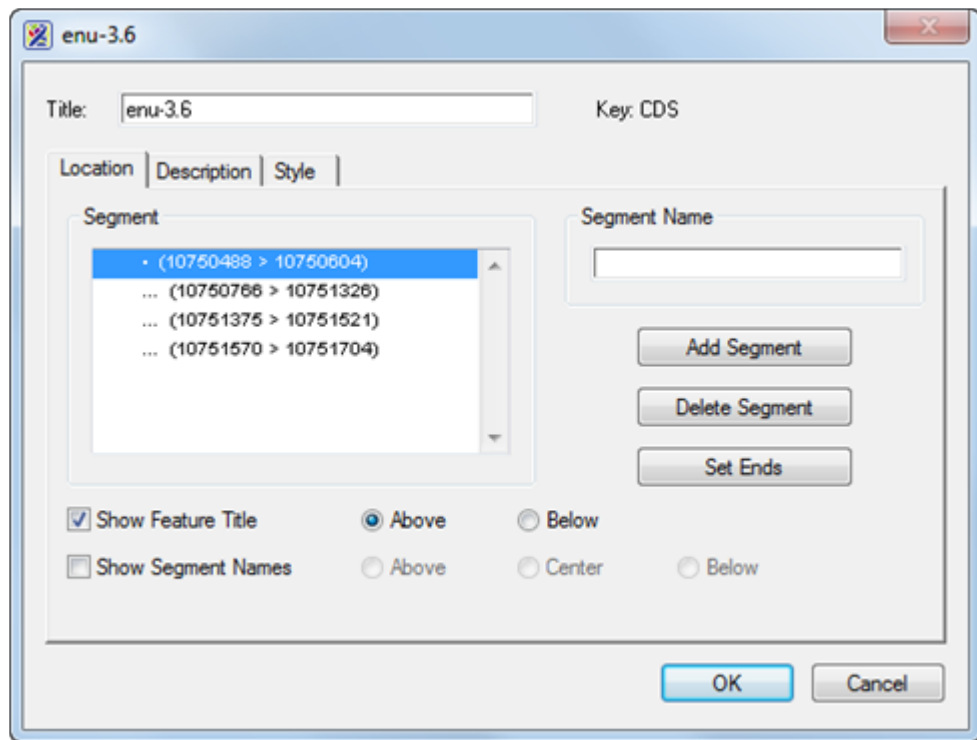 enu-3.6
Title: enu-3.6 Key: CDS
Location Description Style
Segment Segment Name
• (10750488 > 10750604)
... (10750766 > 10751326)
... (10751375 > 10751521)
... (10751570 > 10751704)
Add Segment
Delete Segment
Set Ends
Show Feature Title Above Below
Show Segment Names Above Center Below
OK Cancel